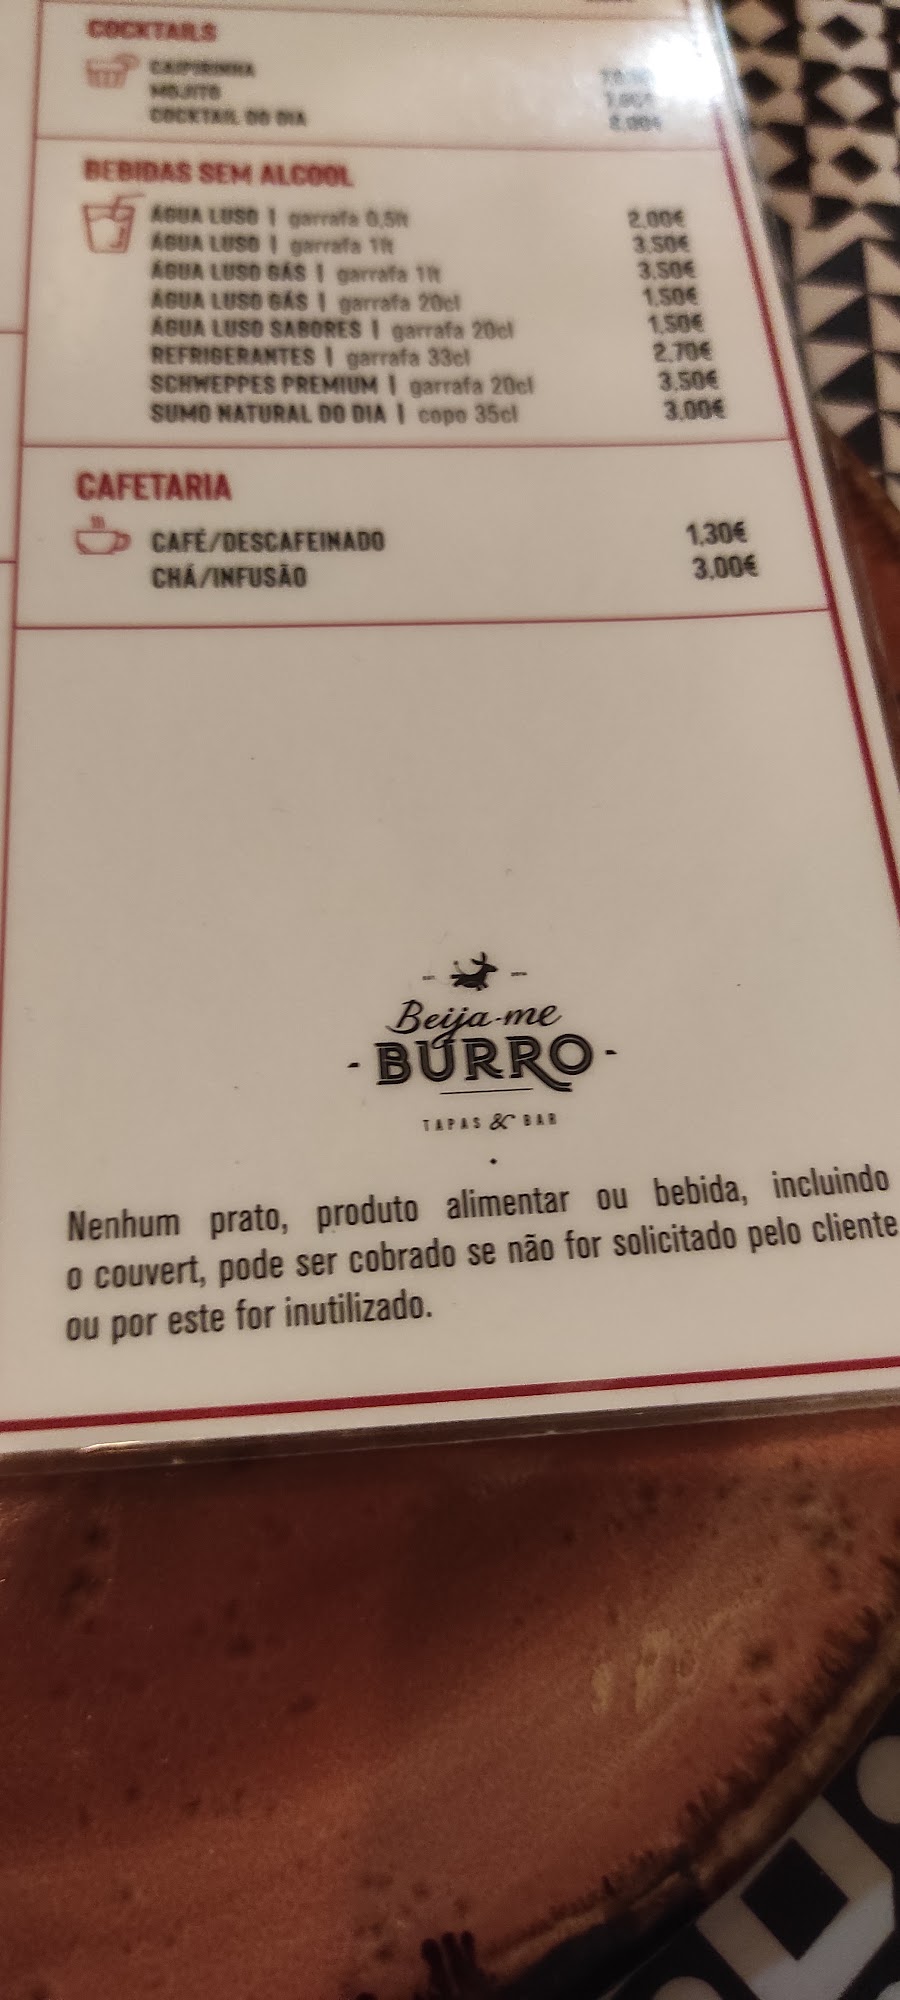 COCKTAILS
CAIPIRINHA
MOJITO
COCKTAIL DO DIA 8,00€
BEBIDAS SEM ALCOOL
ÁGUA LUSO | garrafa 0,5lt 2,00€
ÁGUA LUSO | garrafa 1lt 3,50€
ÁGUA LUSO GÁS | garrafa 1lt 3,50€
ÁGUA LUSO GÁS | garrafa 20cl 1,50€
ÁGUA LUSO SABORES | garrafa 20cl 1,50€
REFRIGERANTES | garrafa 33cl 2,70€
SCHWEPPES PREMIUM | garrafa 20cl 3,50€
SUMO NATURAL DO DIA | copo 35cl 3,00€
CAFETARIA
CAFÉ/DESCAFEINADO 1,30€
CHÁ/INFUSÃO 3,00€
Beija-me
- BURRO -
TAPAS & BAR
Nenhum prato, produto alimentar ou bebida, incluindo
o couvert, pode ser cobrado se não for solicitado pelo cliente
ou por este for inutilizado.